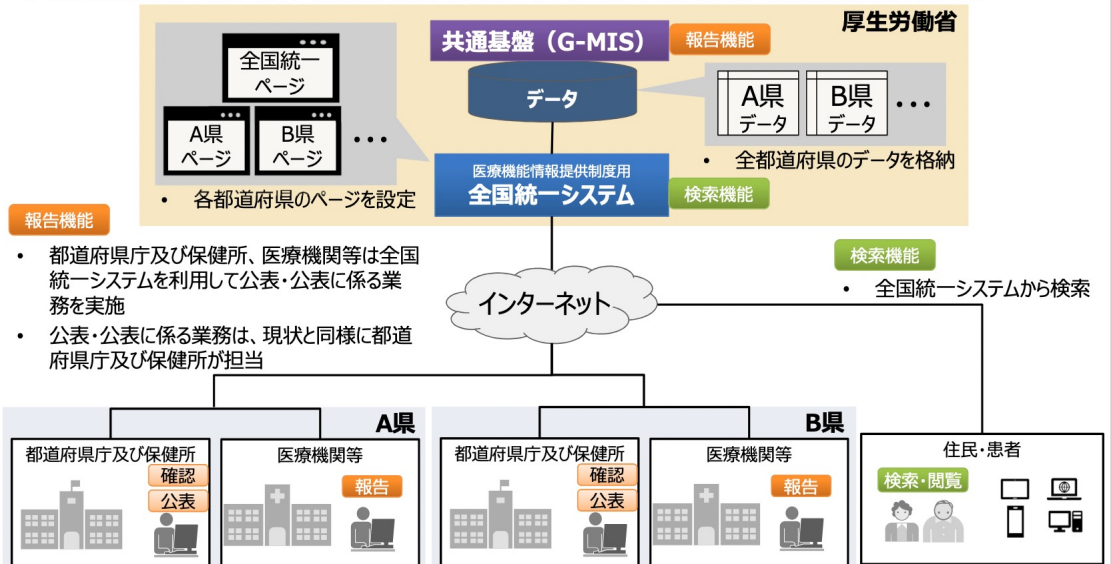 厚生労働省
共通基盤（G-MIS）
報告機能
データ
全国統一
ページ
A県
ページ
B県
ページ
•••
• 各都道府県のページを設定
A県
データ
B県
データ
•••
• 全都道府県のデータを格納
医療機能情報提供制度用
全国統一システム
検索機能
報告機能
• 都道府県庁及び保健所、医療機関等は全国
統一システムを利用して公表・公表に係る業
務を実施
• 公表・公表に係る業務は、現状と同様に都道
府県庁及び保健所が担当
インターネット
検索機能
• 全国統一システムから検索
A県
都道府県庁及び保健所
確認
公表
医療機関等
報告
B県
都道府県庁及び保健所
確認
公表
医療機関等
報告
住民・患者
検索・閲覧